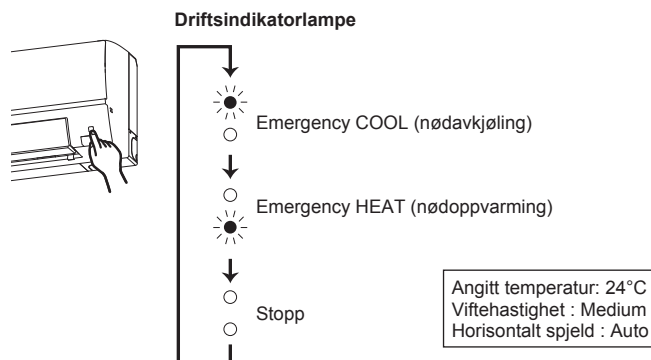 Driftsindikatorlampe
Emergency COOL (nødavkjøling)
Emergency HEAT (nødoppvarming)
Stopp
Angitt temperatur: 24°C
Viftehastighet : Medium
Horisontalt spjeld : Auto